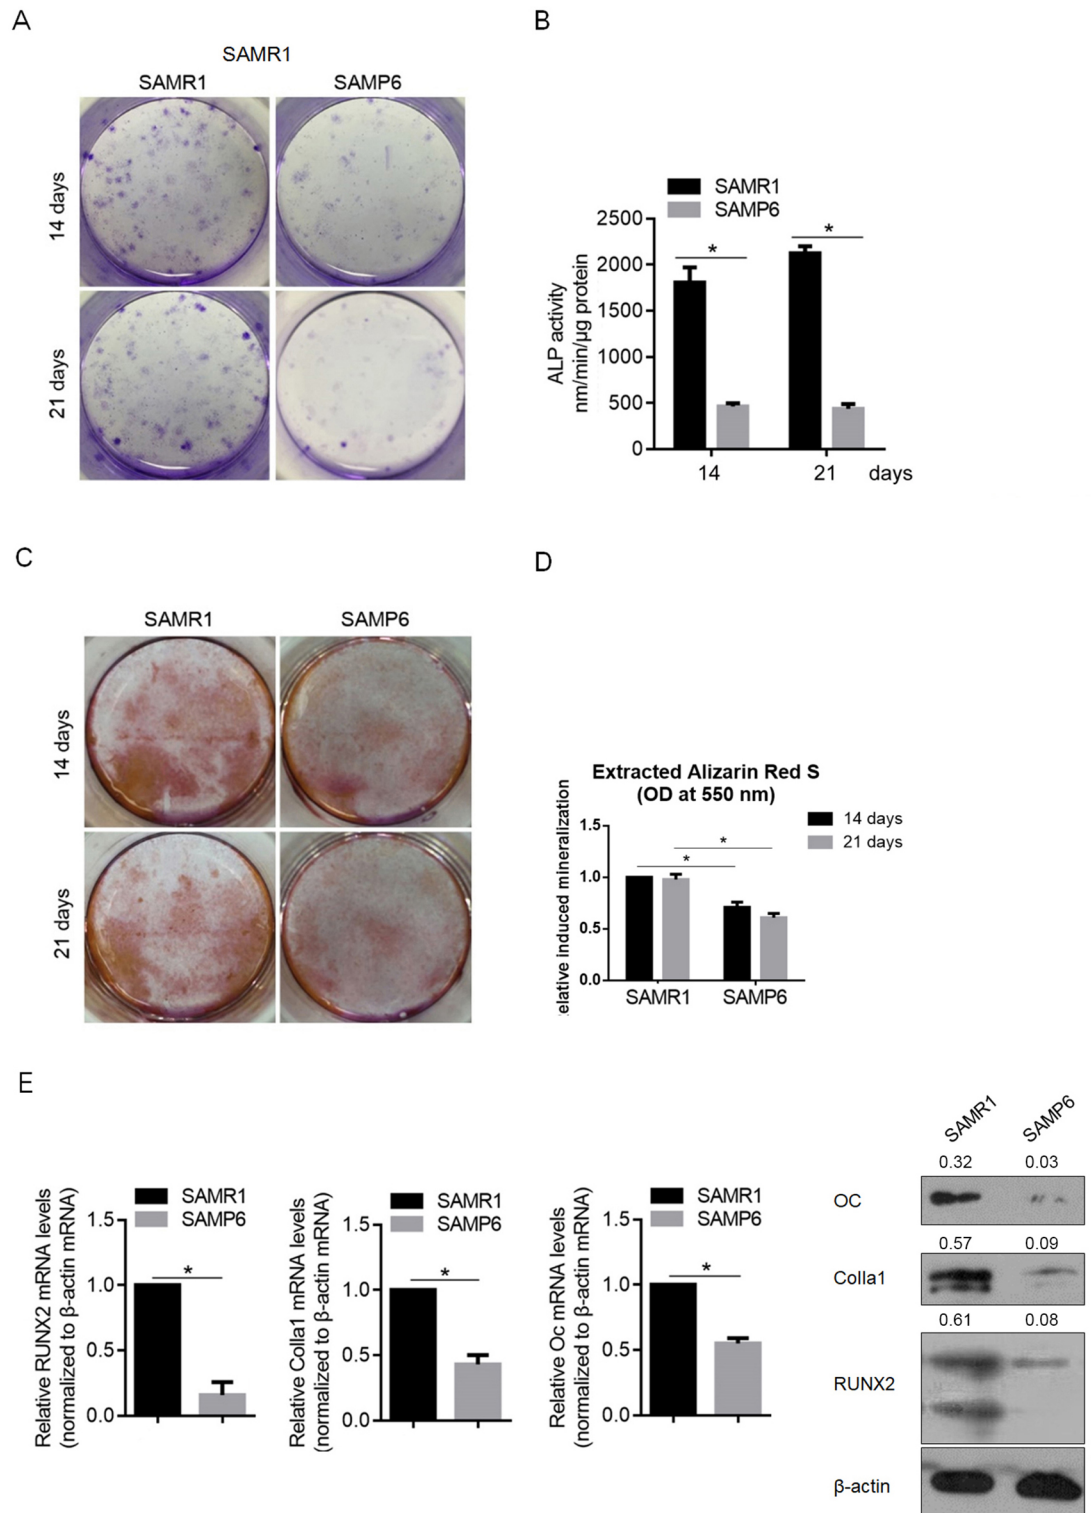 A
SAMR1
SAMR1 SAMP6
14 days
21 days
B
SAMR1
SAMP6
ALP activity
nm/min/µg protein
2500
2000
1500
1000
500
0
*
*
14 21 days
C
SAMR1 SAMP6
14 days
21 days
D
Extracted Alizarin Red S
(OD at 550 nm)
14 days
21 days
elative induced mineralization
1.5
1.0
0.5
0.0
*
*
SAMR1 SAMP6
E
Relative RUNX2 mRNA levels
(normalized to β-actin mRNA)
SAMR1
SAMP6
1.5
1.0
0.5
0.0
*
Relative Colla1 mRNA levels
(normalized to β-actin mRNA)
SAMR1
SAMP6
1.5
1.0
0.5
0.0
*
Relative Oc mRNA levels
(normalized to β-actin mRNA)
SAMR1
SAMP6
1.5
1.0
0.5
0.0
*
SAMR1 SAMP6
0.32 0.03
OC
0.57 0.09
Colla1
0.61 0.08
RUNX2
β-actin